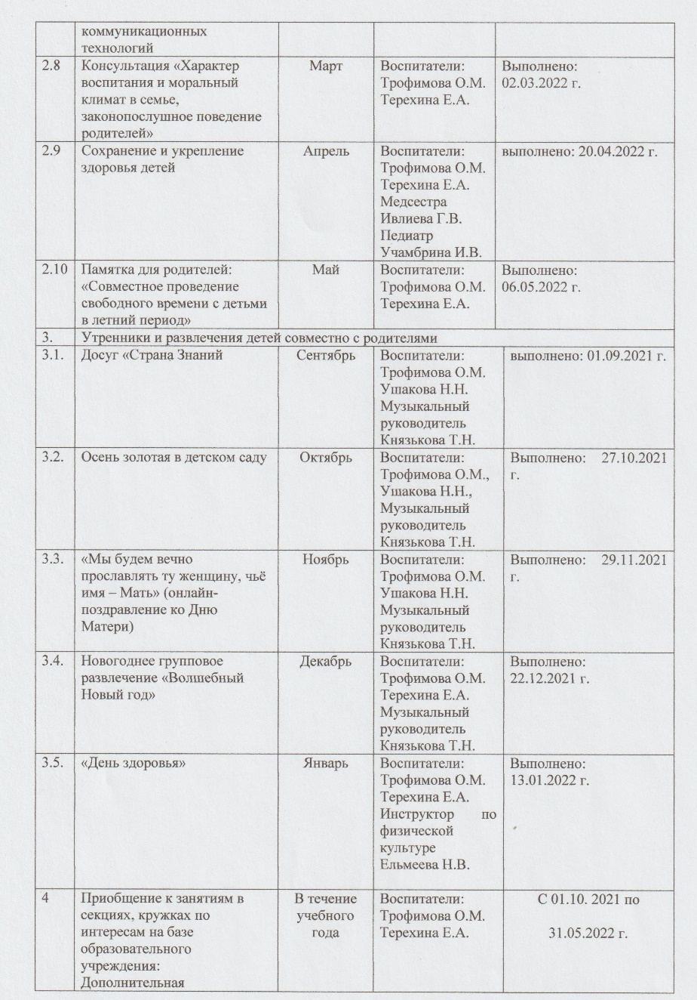 коммуникационных
технологий
2.8 Консультация «Характер воспитания и моральный климат в семье, законопослушное поведение родителей» Март Воспитатели: Трофимова О.М. Терехина Е.А. Выполнено: 02.03.2022 г.
2.9 Сохранение и укрепление здоровья детей Апрель Воспитатели: Трофимова О.М. Терехина Е.А. Медсестра Ивлиева Г.В. Педиатр Учамбрина И.В. выполнено: 20.04.2022 г.
2.10 Памятка для родителей: «Совместное проведение свободного времени с детьми в летний период» Май Воспитатели: Трофимова О.М. Терехина Е.А. Выполнено: 06.05.2022 г.
3. Утренники и развлечения детей совместно с родителями
3.1. Досуг «Страна Знаний Сентябрь Воспитатели: Трофимова О.М. Ушакова Н.Н. Музыкальный руководитель Князькова Т.Н. выполнено: 01.09.2021 г.
3.2. Осень золотая в детском саду Октябрь Воспитатели: Трофимова О.М., Ушакова Н.Н., Музыкальный руководитель Князькова Т.Н. Выполнено: 27.10.2021 г.
3.3. «Мы будем вечно прославлять ту женщину, чьё имя – Мать» (онлайн-поздравление ко Дню Матери) Ноябрь Воспитатели: Трофимова О.М. Ушакова Н.Н. Музыкальный руководитель Князькова Т.Н. Выполнено: 29.11.2021 г.
3.4. Новогоднее групповое развлечение «Волшебный Новый год» Декабрь Воспитатели: Трофимова О.М. Терехина Е.А. Музыкальный руководитель Князькова Т.Н. Выполнено: 22.12.2021 г.
3.5. «День здоровья» Январь Воспитатели: Трофимова О.М. Терехина Е.А. Инструктор по физической культуре Ельмеева Н.В. Выполнено: 13.01.2022 г.
4 Приобщение к занятиям в секциях, кружках по интересам на базе образовательного учреждения: Дополнительная В течение учебного года Воспитатели: Трофимова О.М. Терехина Е.А. С 01.10. 2021 по 31.05.2022 г.